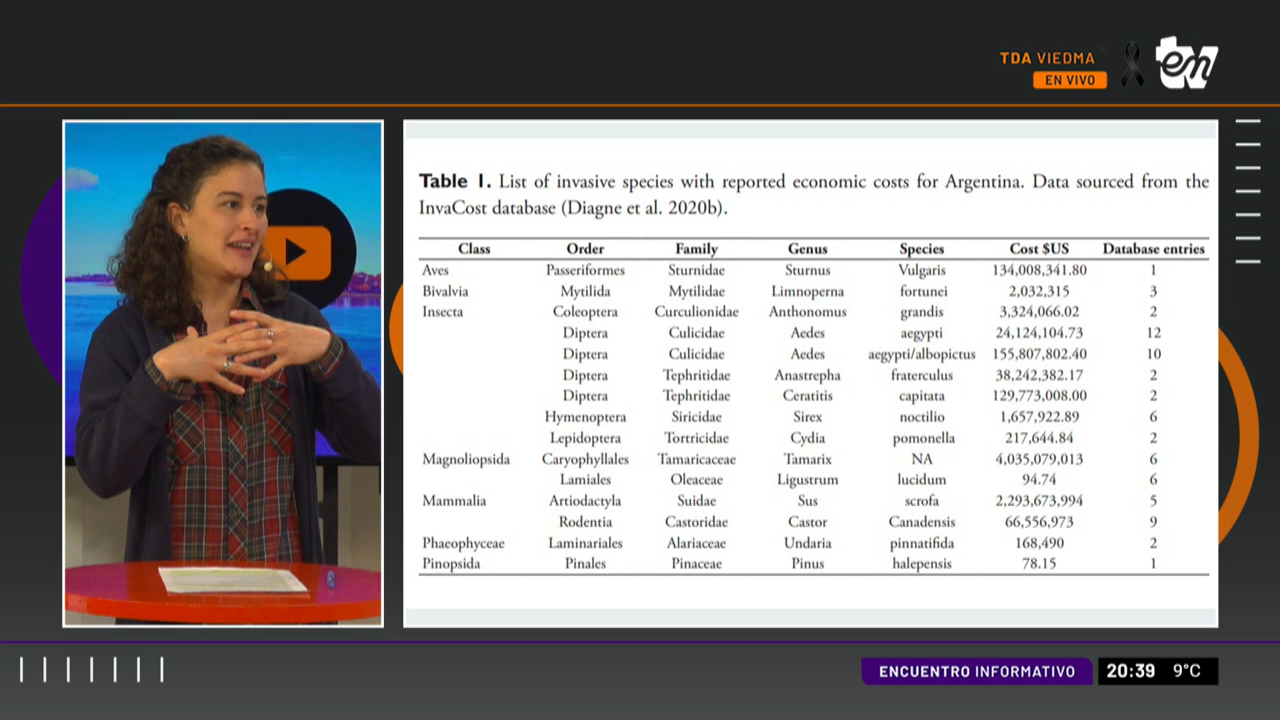 TDA VIEDMA
EN VIVO
tv en
Table 1. List of invasive species with reported economic costs for Argentina. Data sourced from the
InvaCost database (Diagne et al. 2020b).
Class Order Family Genus Species Cost $US Database entries
Aves Passeriformes Sturnidae Sturnus Vulgaris 134,008,341.80 1
Bivalvia Mytilida Mytilidae Limnoperna fortunei 2,032,315 3
Insecta Coleoptera Curculionidae Anthonomus grandis 3,324,066.02 2
Diptera Culicidae Aedes aegypti 24,124,104.73 12
Diptera Culicidae Aedes aegypti/albopictus 155,807,802.40 10
Diptera Tephritidae Anastrepha fraterculus 38,242,382.17 2
Diptera Tephritidae Ceratitis capitata 129,773,008.00 2
Hymenoptera Siricidae Sirex noctilio 1,657,922.89 6
Lepidoptera Tortricidae Cydia pomonella 217,644.84 2
Magnoliopsida Caryophyllales Tamaricaceae Tamarix NA 4,035,079,013 6
Lamiales Oleaceae Ligustrum lucidum 94.74 6
Mammalia Artiodactyla Suidae Sus scrofa 2,293,673,994 5
Rodentia Castoridae Castor Canadensis 66,556,973 9
Phaeophyceae Laminariales Alariaceae Undaria pinnatifida 168,490 2
Pinopsida Pinales Pinaceae Pinus halepensis 78.15 1
ENCUENTRO INFORMATIVO
20:39 9°C